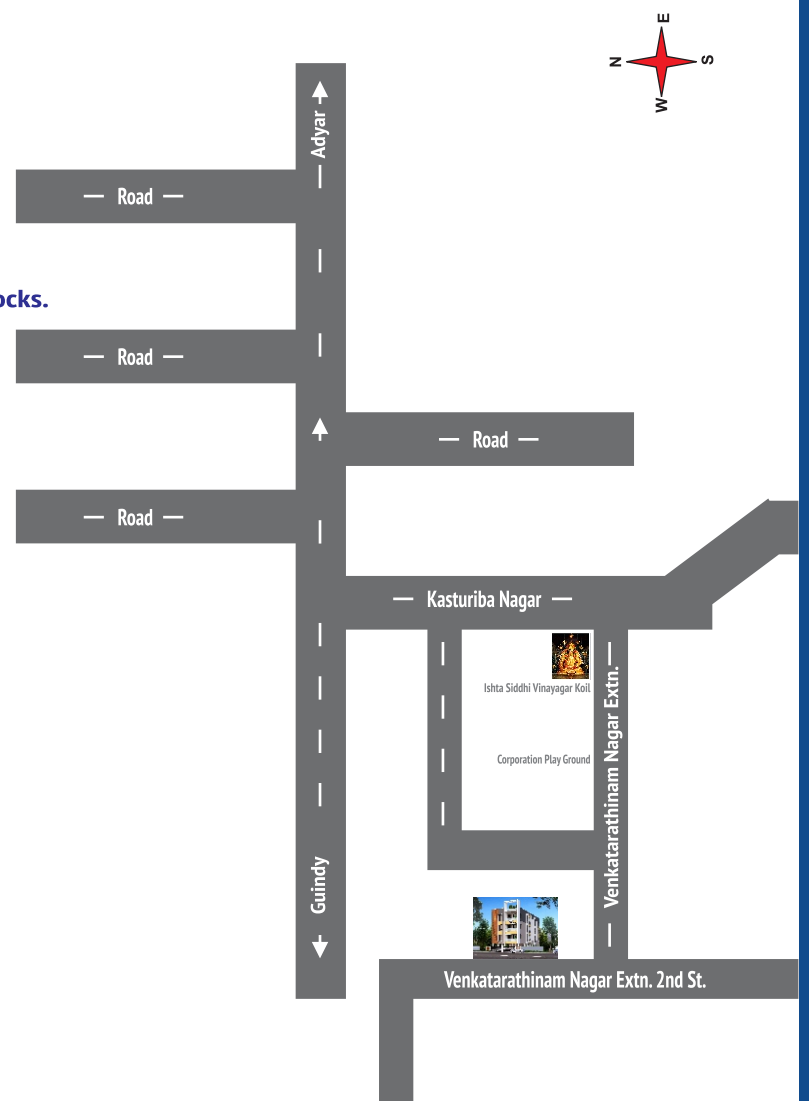 E
N
S
W
Adyar
Road
ocks.
Road
Road
Road
Kasturiba Nagar
Ishta Siddhi Vinayagar Koil
Venkatarathinam Nagar Extn.
Corporation Play Ground
Guindy
Venkatarathinam Nagar Extn. 2nd St.